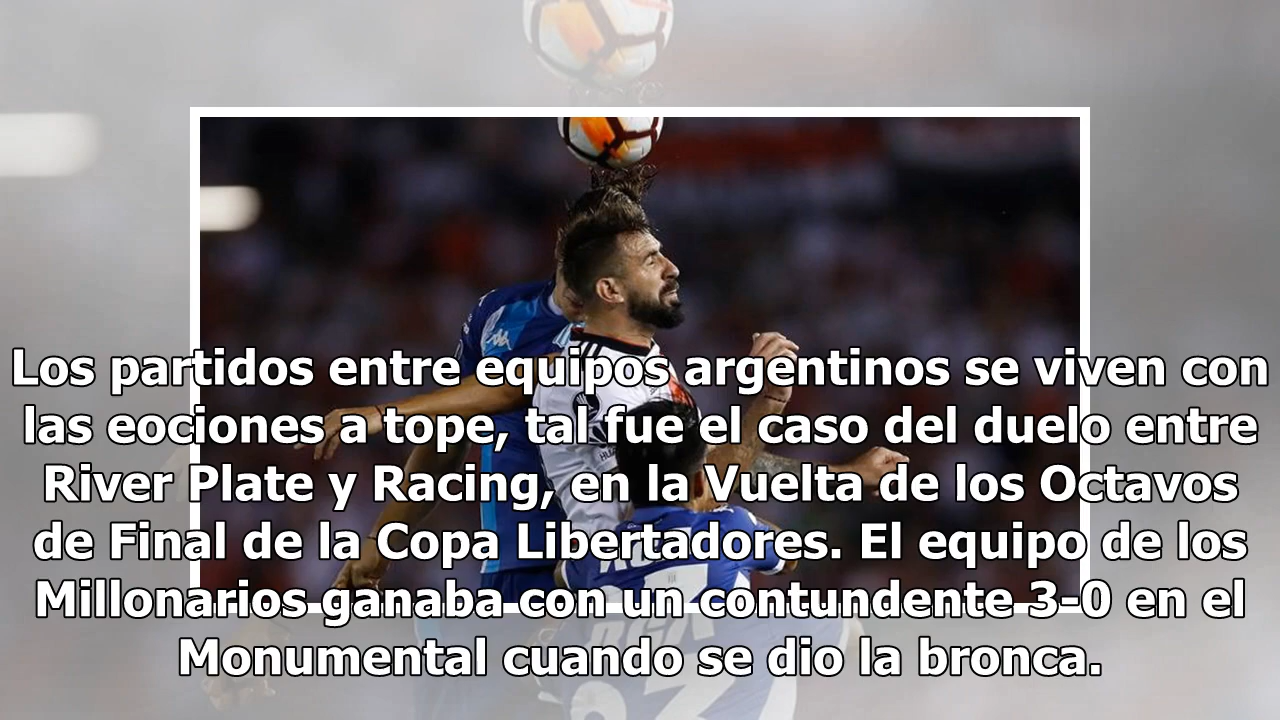 Los partidos entre equipos argentinos se viven con
las eociones a tope, tal fue el caso del duelo entre
River Plate y Racing, en la Vuelta de los Octavos
de Final de la Copa Libertadores. El equipo de los
Millonarios ganaba con un contundente 3-0 en el
Monumental cuando se dio la bronca.